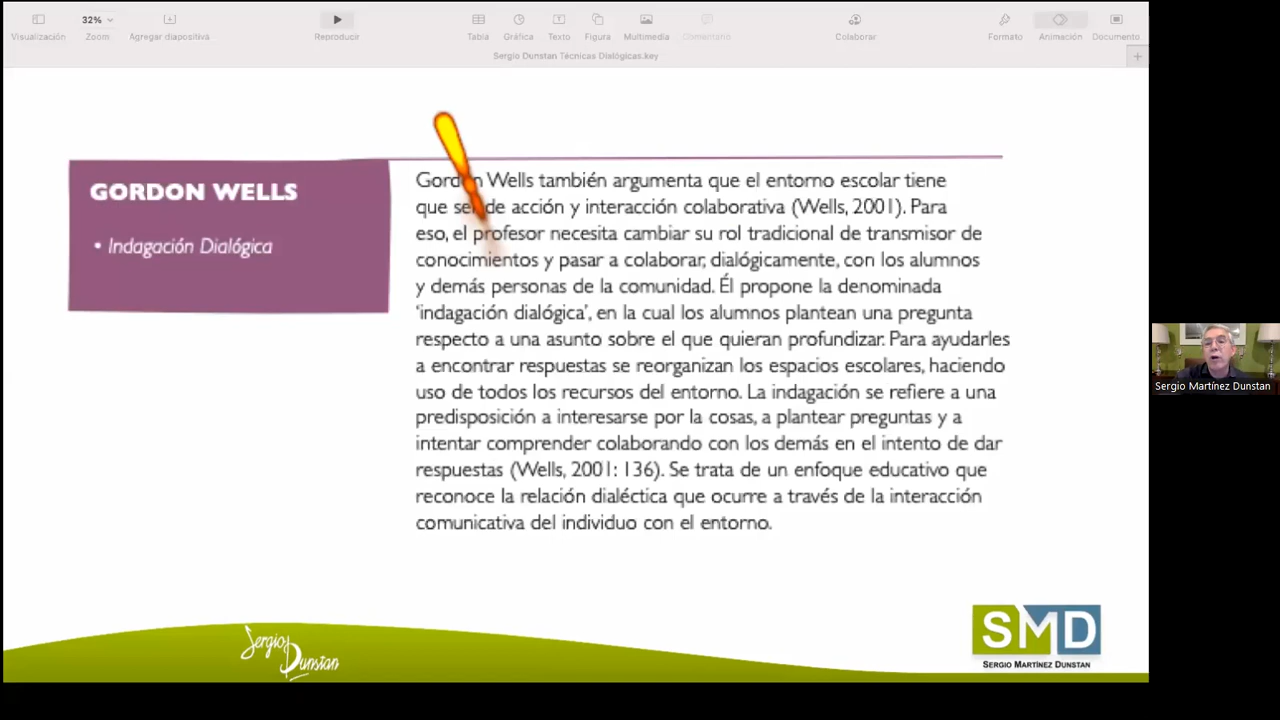 32%
Visualización
Zoom
Agregar diapositiva
Reproducir
Tabla
Gráfica
Texto
Figura
Multimedia
Comentario
Colaborar
Formato
Animación
Documento
Sergio Dunstan Técnicas Dialógicas.key
GORDON WELLS
• Indagación Dialógica
Gordon Wells también argumenta que el entorno escolar tiene
que ser de acción y interacción colaborativa (Wells, 2001). Para
eso, el profesor necesita cambiar su rol tradicional de transmisor de
conocimientos y pasar a colaborar, dialógicamente, con los alumnos
y demás personas de la comunidad. Él propone la denominada
‘indagación dialógica’, en la cual los alumnos plantean una pregunta
respecto a una asunto sobre el que quieran profundizar. Para ayudarles
a encontrar respuestas se reorganizan los espacios escolares, haciendo
uso de todos los recursos del entorno. La indagación se refiere a una
predisposición a interesarse por la cosas, a plantear preguntas y a
intentar comprender colaborando con los demás en el intento de dar
respuestas (Wells, 2001: 136). Se trata de un enfoque educativo que
reconoce la relación dialéctica que ocurre a través de la interacción
comunicativa del individuo con el entorno.
Sergio Dunstan
SMD
SERGIO MARTÍNEZ DUNSTAN
Sergio Martínez Dunstan